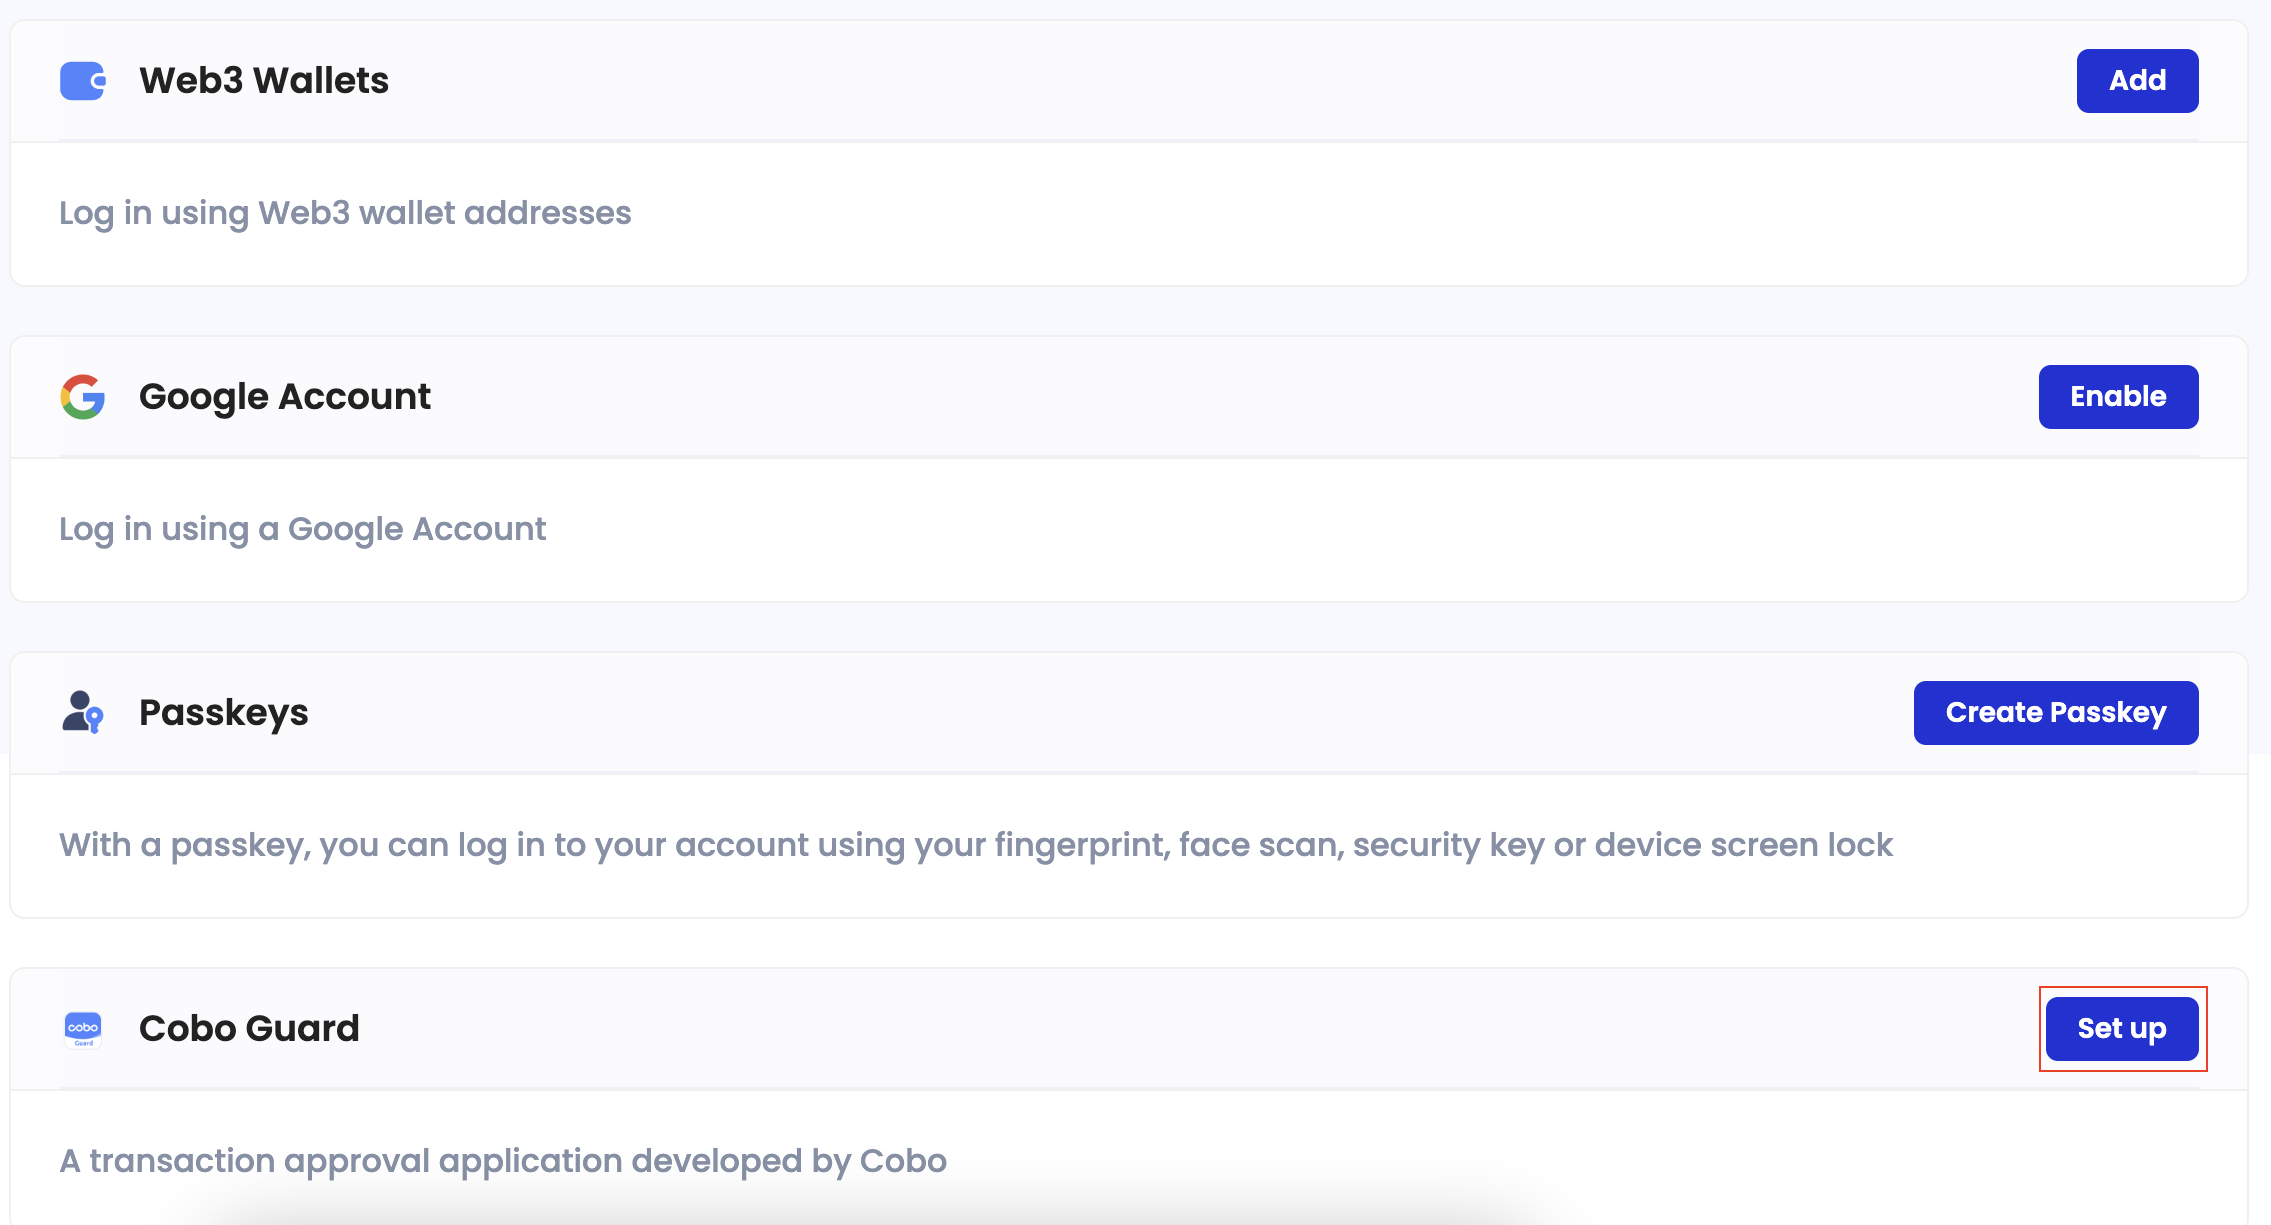 Web3 Wallets
Add
Log in using Web3 wallet addresses
Google Account
Enable
Log in using a Google Account
Passkeys
Create Passkey
With a passkey, you can log in to your account using your fingerprint, face scan, security key or device screen lock
cobo
Guard
Cobo Guard
Set up
A transaction approval application developed by Cobo